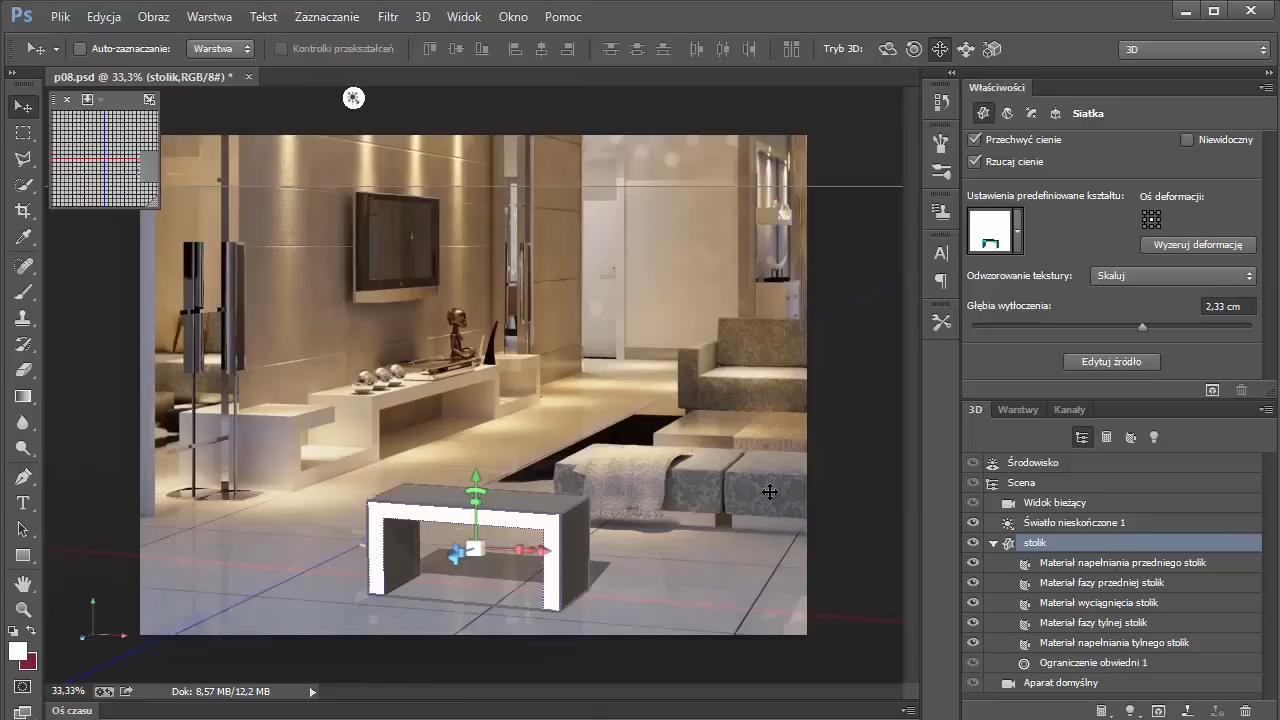 Ps Plik Edycja Obraz Warstwa Tekst Zaznaczanie Filtr 3D Widok Okno Pomoc
Auto-zaznaczanie: Warstwa Kontrolki przekształceń Tryb 3D: 3D
p08.psd @ 33,3% (stolik,RGB/8#) * ×
Właściwości
Siatka
Przechwyć cienie Niewidoczny
Rzucaj cienie
Ustawienia predefiniowane kształtu: Oś deformacji:
Wyzeruj deformację
Odwzorowanie tekstury: Skaluj
Głębia wytłoczenia: 2,33 cm
Edytuj źródło
3D Warstwy Kanały
Środowisko
Scena
Widok bieżący
Światło nieskończone 1
stolik
Materiał napełniania przedniego stolik
Materiał fazy przedniej stolik
Materiał wyciągnięcia stolik
Materiał fazy tylnej stolik
Materiał napełniania tylnego stolik
Ograniczenie obwiedni 1
Aparat domyślny
33,33% Dok: 8,57 MB/12,2 MB
Oś czasu